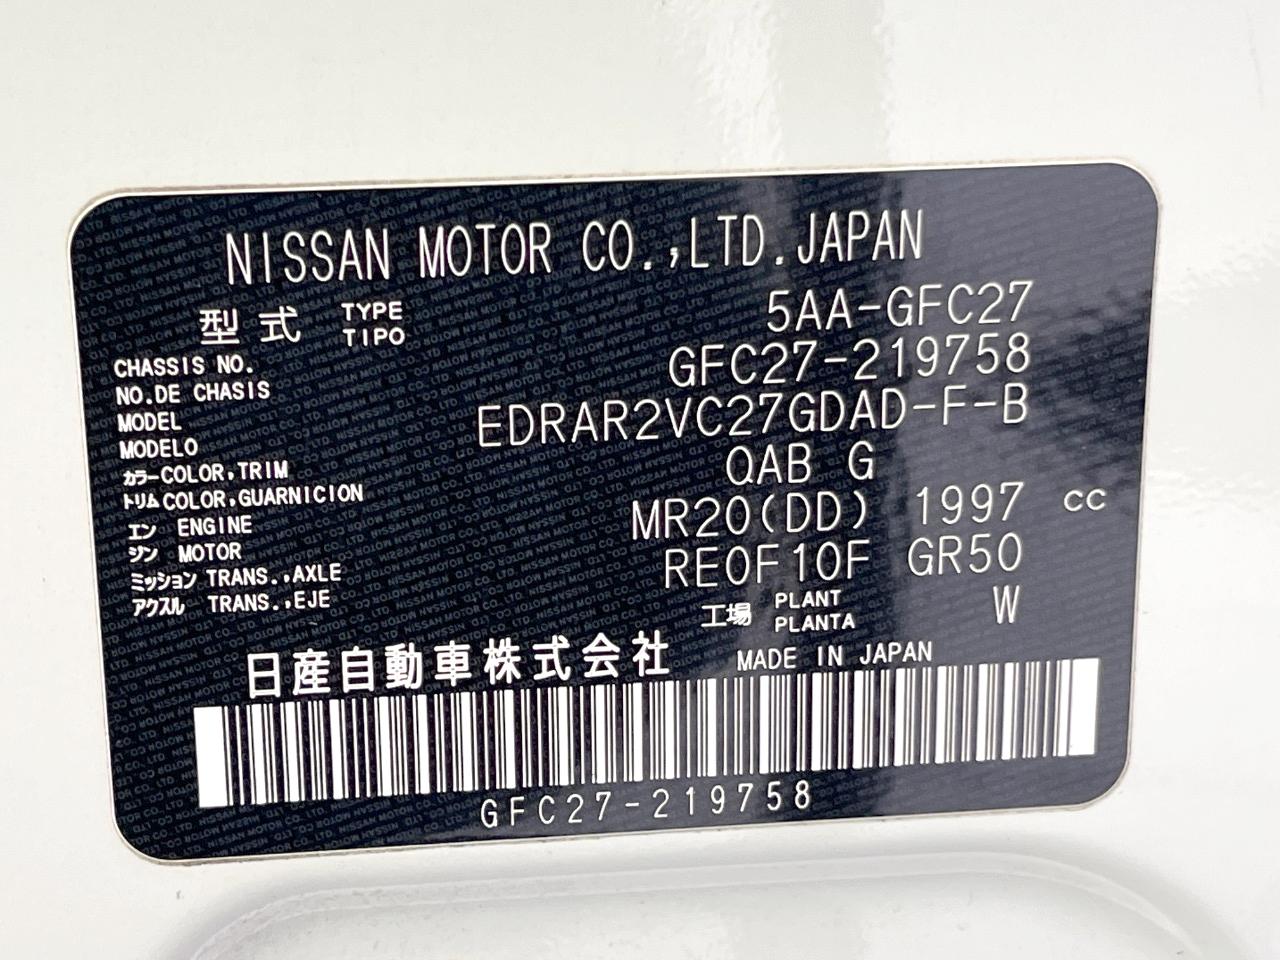 NISSAN MOTOR CO.,LTD.JAPAN
型式 TYPE TIPO 5AA-GFC27
CHASSIS NO.
NO.DE CHASIS GFC27-219758
MODEL
MODELO EDRAR2VC27GDAD-F-B
カラー COLOR,TRIM QAB G
トリム COLOR,GUARNICION
エン ENGINE MR20(DD) 1997 cc
ジン MOTOR
ミッション TRANS.,AXLE RE0F10F GR50
アクスル TRANS.,EJE
工場 PLANT PLANTA W
日産自動車株式会社 MADE IN JAPAN
GFC27-219758